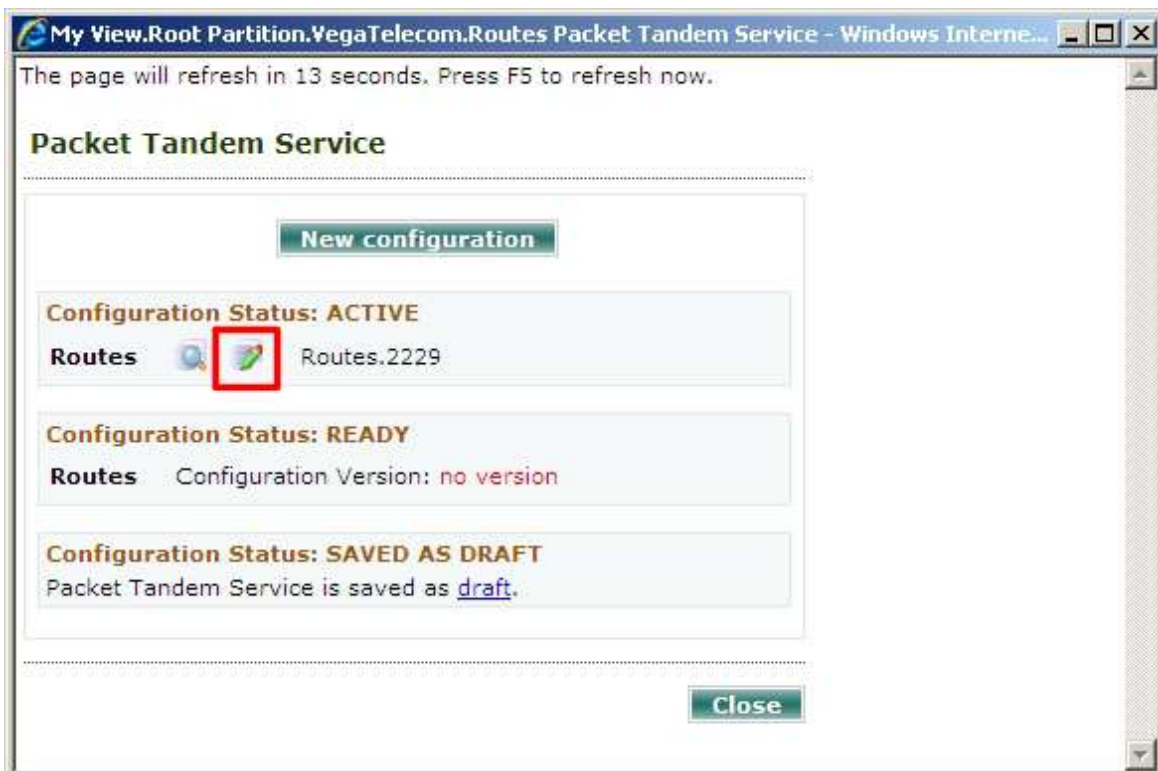 My View.Root Partition.VegaTelecom.Routes Packet Tandem Service - Windows Interne...
The page will refresh in 13 seconds. Press F5 to refresh now.
Packet Tandem Service
New configuration
Configuration Status: ACTIVE
Routes Routes.2229
Configuration Status: READY
Routes Configuration Version: no version
Configuration Status: SAVED AS DRAFT
Packet Tandem Service is saved as draft.
Close